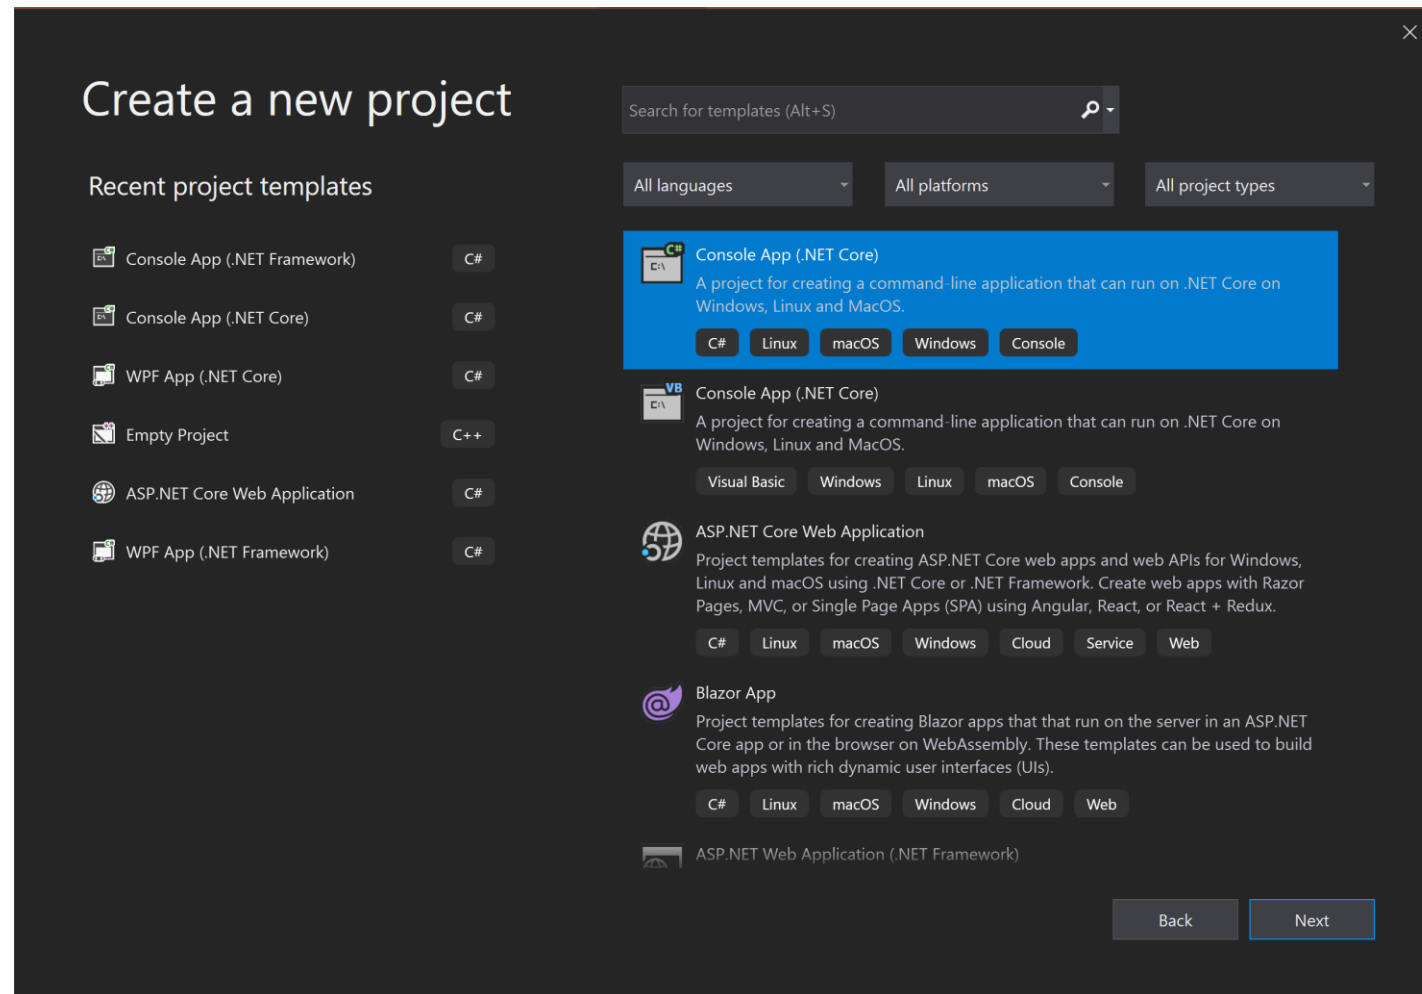 Create a new project
Search for templates (Alt+S)
Recent project templates
All languages
All platforms
All project types
Console App (.NET Framework)
C#
Console App (.NET Core)
C#
WPF App (.NET Core)
C#
Empty Project
C++
ASP.NET Core Web Application
C#
WPF App (.NET Framework)
C#
C#
C:\
Console App (.NET Core)
A project for creating a command-line application that can run on .NET Core on
Windows, Linux and MacOS.
C#
Linux
macOS
Windows
Console
VB
C:\
Console App (.NET Core)
A project for creating a command-line application that can run on .NET Core on
Windows, Linux and MacOS.
Visual Basic
Windows
Linux
macOS
Console
ASP.NET Core Web Application
Project templates for creating ASP.NET Core web apps and web APIs for Windows,
Linux and macOS using .NET Core or .NET Framework. Create web apps with Razor
Pages, MVC, or Single Page Apps (SPA) using Angular, React, or React + Redux.
C#
Linux
macOS
Windows
Cloud
Service
Web
Blazor App
Project templates for creating Blazor apps that that run on the server in an ASP.NET
Core app or in the browser on WebAssembly. These templates can be used to build
web apps with rich dynamic user interfaces (UIs).
C#
Linux
macOS
Windows
Cloud
Web
ASP.NET Web Application (.NET Framework)
Back
Next